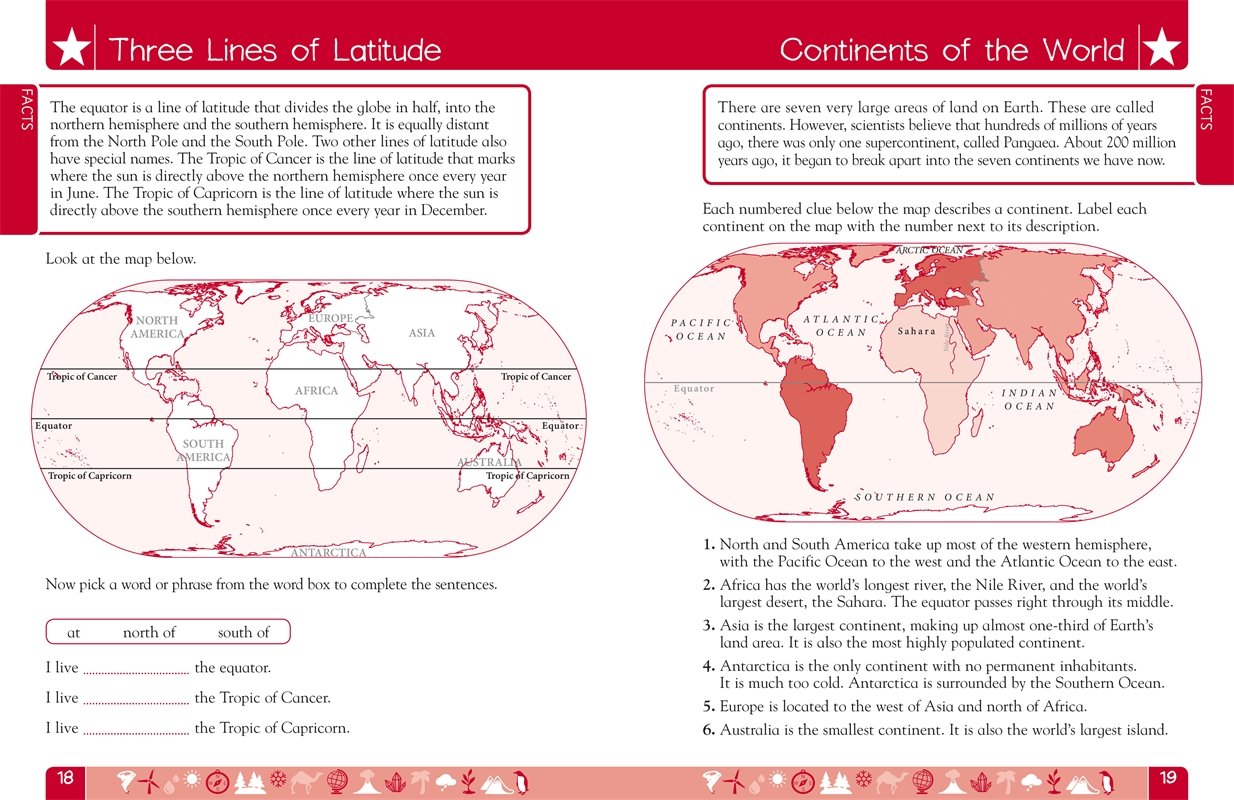 Three Lines of Latitude
FACTS
The equator is a line of latitude that divides the globe in half, into the
northern hemisphere and the southern hemisphere. It is equally distant
from the North Pole and the South Pole. Two other lines of latitude also
have special names. The Tropic of Cancer is the line of latitude that marks
where the sun is directly above the northern hemisphere once every year
in June. The Tropic of Capricorn is the line of latitude where the sun is
directly above the southern hemisphere once every year in December.
Look at the map below.
NORTH
AMERICA
EUROPE
ASIA
Tropic of Cancer
Tropic of Cancer
AFRICA
Equator
Equator
SOUTH
AMERICA
AUSTRALIA
Tropic of Capricorn
Tropic of Capricorn
ANTARCTICA
Now pick a word or phrase from the word box to complete the sentences.
at north of south of
I live the equator.
I live the Tropic of Cancer.
I live the Tropic of Capricorn.
18
Continents of the World
FACTS
There are seven very large areas of land on Earth. These are called
continents. However, scientists believe that hundreds of millions of years
ago, there was only one supercontinent, called Pangaea. About 200 million
years ago, it began to break apart into the seven continents we have now.
Each numbered clue below the map describes a continent. Label each
continent on the map with the number next to its description.
ARCTIC OCEAN
PACIFIC
OCEAN
ATLANTIC
OCEAN
Sahara
Nile River
Equator
INDIAN
OCEAN
SOUTHERN OCEAN
1. North and South America take up most of the western hemisphere,
with the Pacific Ocean to the west and the Atlantic Ocean to the east.
2. Africa has the world's longest river, the Nile River, and the world's
largest desert, the Sahara. The equator passes right through its middle.
3. Asia is the largest continent, making up almost one-third of Earth's
land area. It is also the most highly populated continent.
4. Antarctica is the only continent with no permanent inhabitants.
It is much too cold. Antarctica is surrounded by the Southern Ocean.
5. Europe is located to the west of Asia and north of Africa.
6. Australia is the smallest continent. It is also the world's largest island.
19